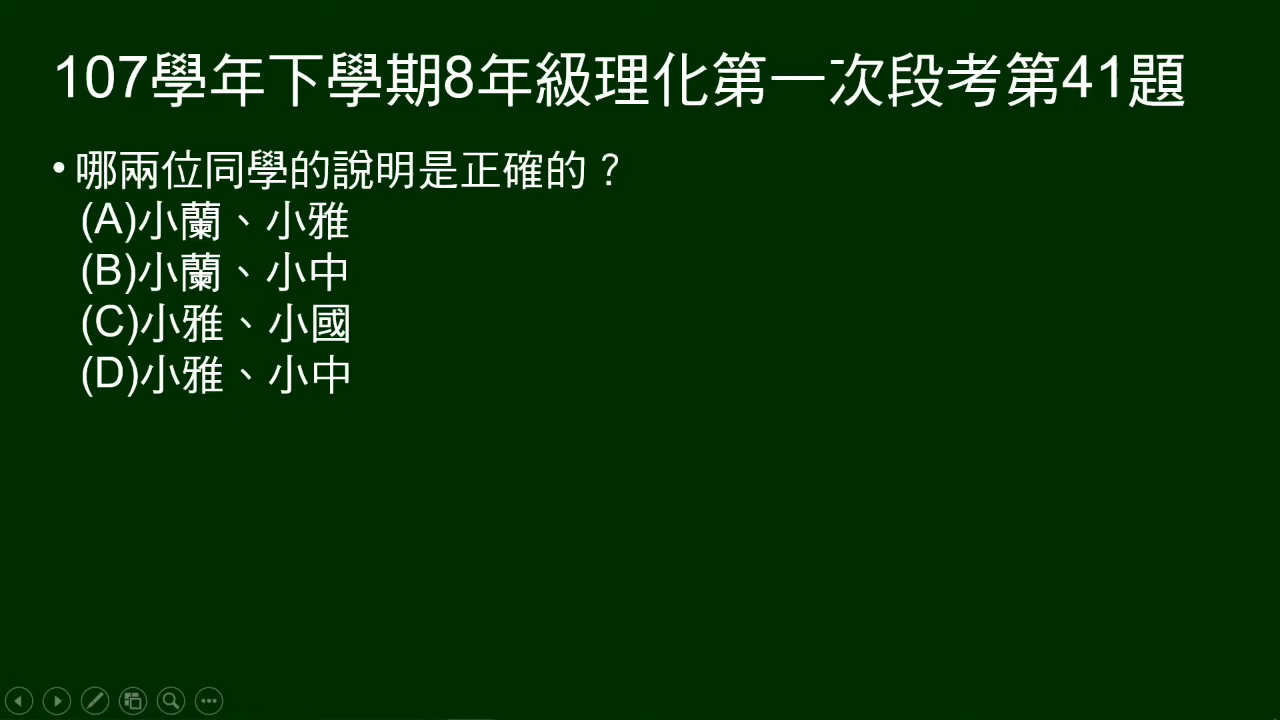 107學年下學期8年級理化第一次段考第41題
•哪兩位同學的說明是正確的？
(A)小蘭、小雅
(B)小蘭、小中
(C)小雅、小國
(D)小雅、小中